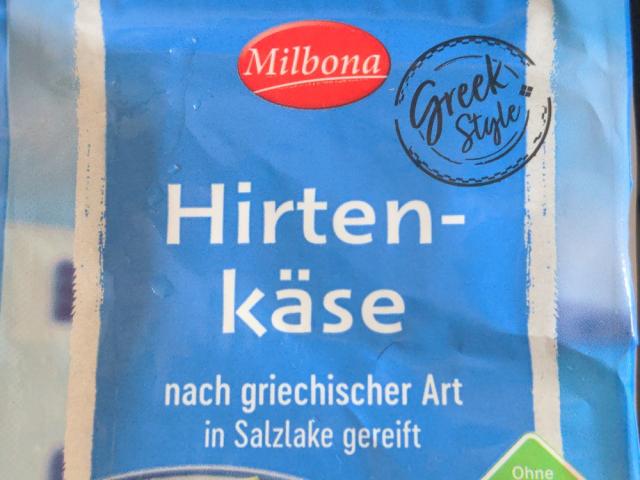 Milbona
Greek
Style
Hirten-
käse
nach griechischer Art
in Salzlake gereift
Ohne